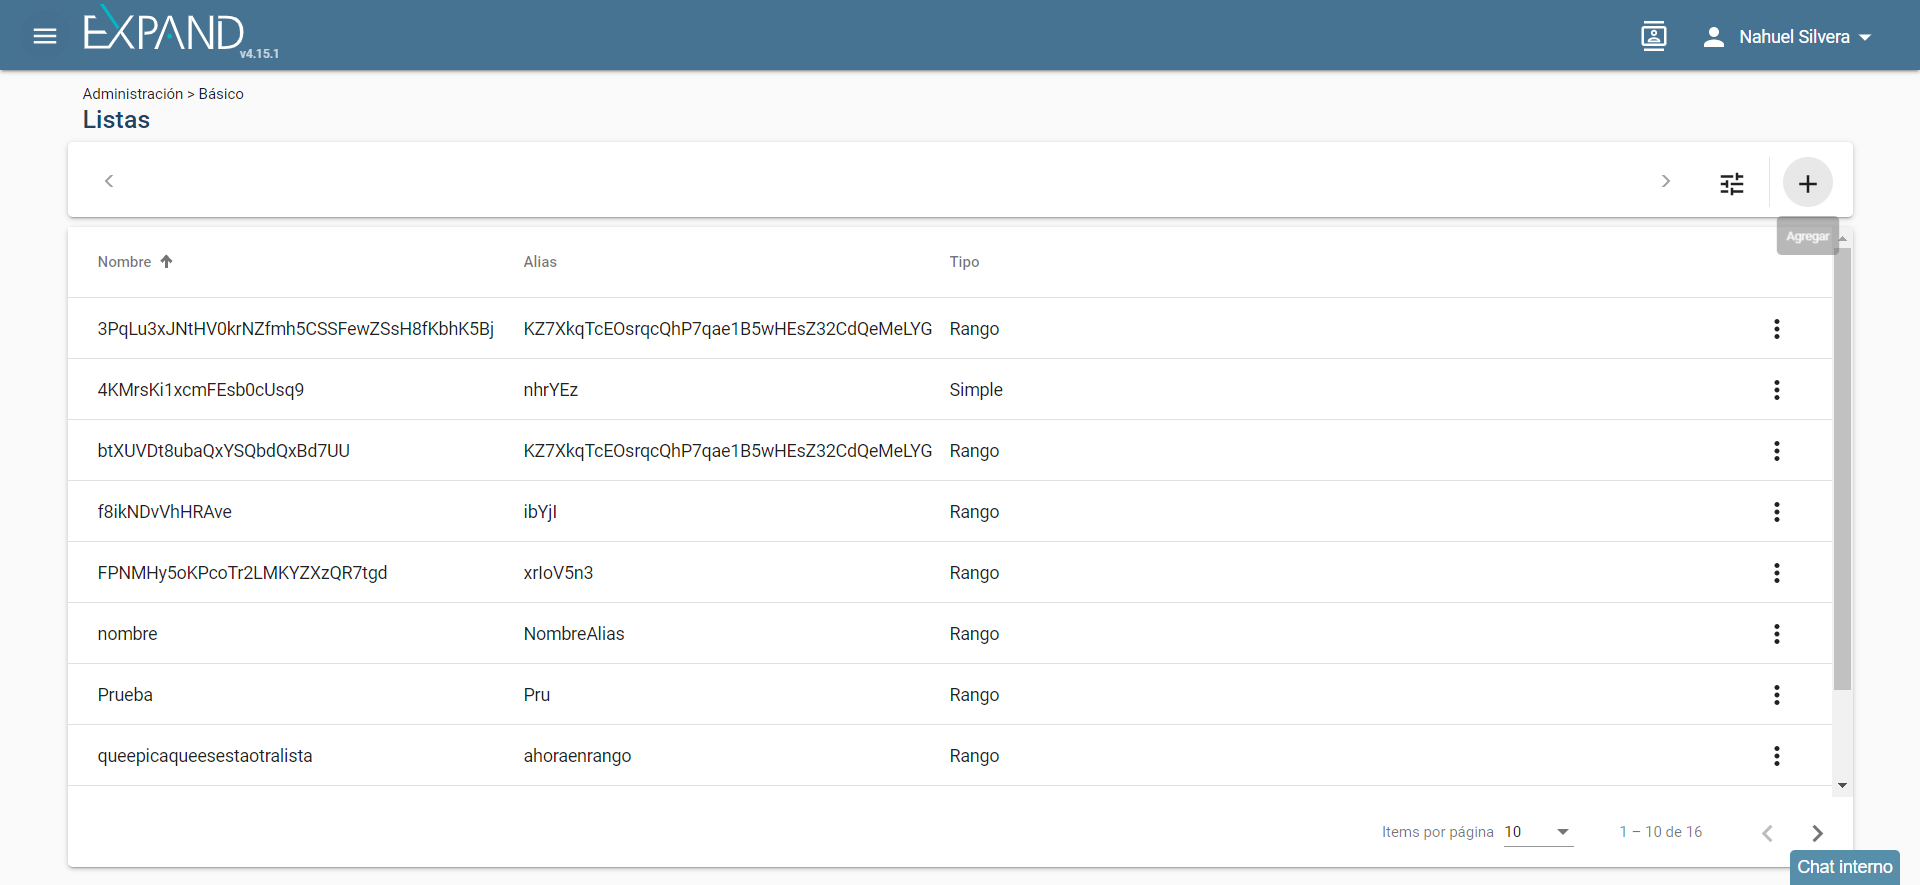 EXPAND
v4.15.1
Nahuel Silvera
Administración > Básico
Listas
Agregar
Nombre Alias Tipo
3PqLu3xJNtHV0krNZfmh5CSSFewZSsH8fKbhK5Bj KZ7XkqTcEOsrqcQhP7qae1B5wHEsZ32CdQeMeLYG Rango
4KMrsKi1xcmFEsb0cUsq9 nhrYEz Simple
btXUVDt8ubaQxYSQbdQxBd7UU KZ7XkqTcEOsrqcQhP7qae1B5wHEsZ32CdQeMeLYG Rango
f8ikNDvVhHRAve ibYjI Rango
FPNMHy5oKPcoTr2LMKYZXzQR7tgd xrIoV5n3 Rango
nombre NombreAlias Rango
Prueba Pru Rango
queepicaqueesestaotralista ahoraenrango Rango
Items por página 10 1 – 10 de 16
Chat interno